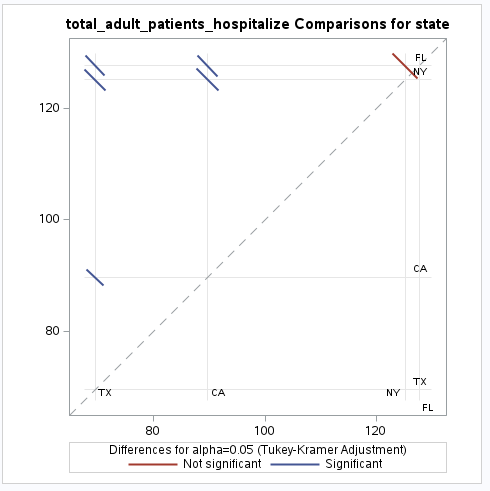 total_adult_patients_hospitalize Comparisons for state
FL
NY
120
100
CA
80
TX
TX CA NY
FL
80 100 120
Differences for alpha=0.05 (Tukey-Kramer Adjustment)
Not significant Significant